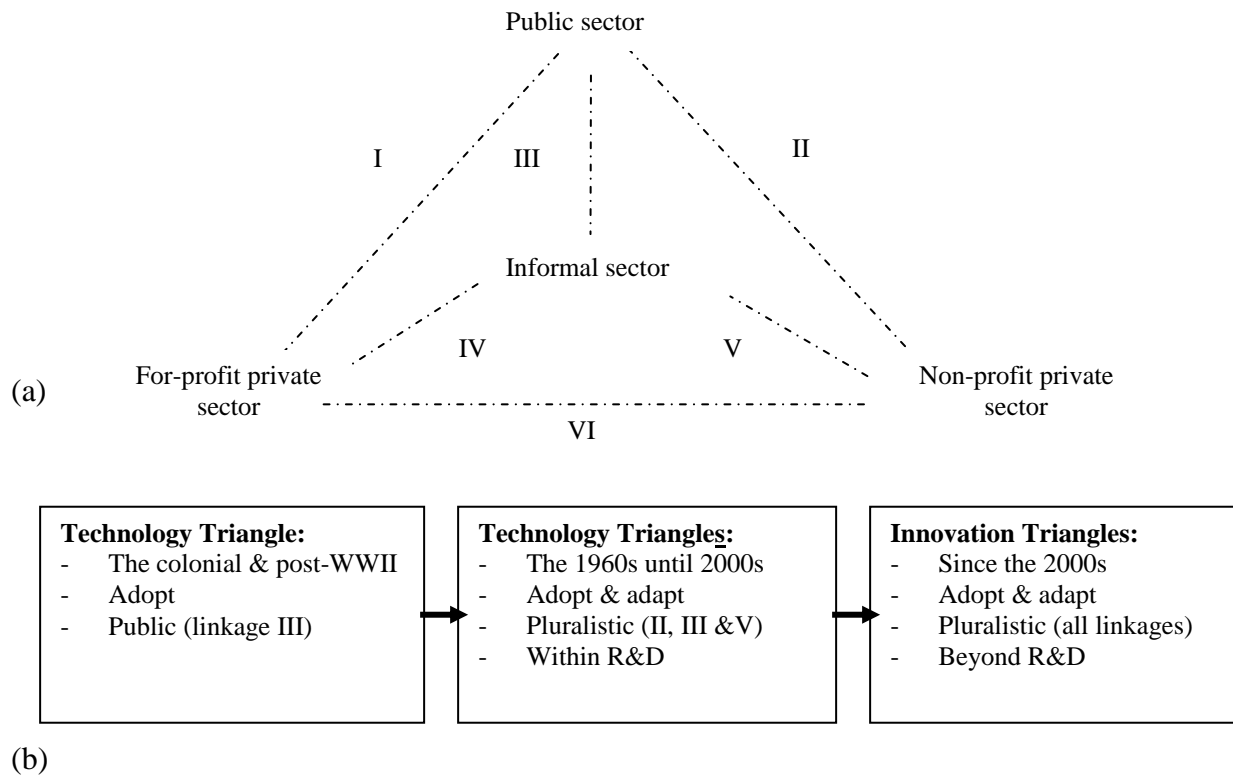 Public sector
I
III
II
Informal sector
IV
V
For-profit private
sector
Non-profit private
sector
(a)
VI
Technology Triangle:
- The colonial & post-WWII
- Adopt
- Public (linkage III)
Technology Triangles:
- The 1960s until 2000s
- Adopt & adapt
- Pluralistic (II, III &V)
- Within R&D
Innovation Triangles:
- Since the 2000s
- Adopt & adapt
- Pluralistic (all linkages)
- Beyond R&D
(b)